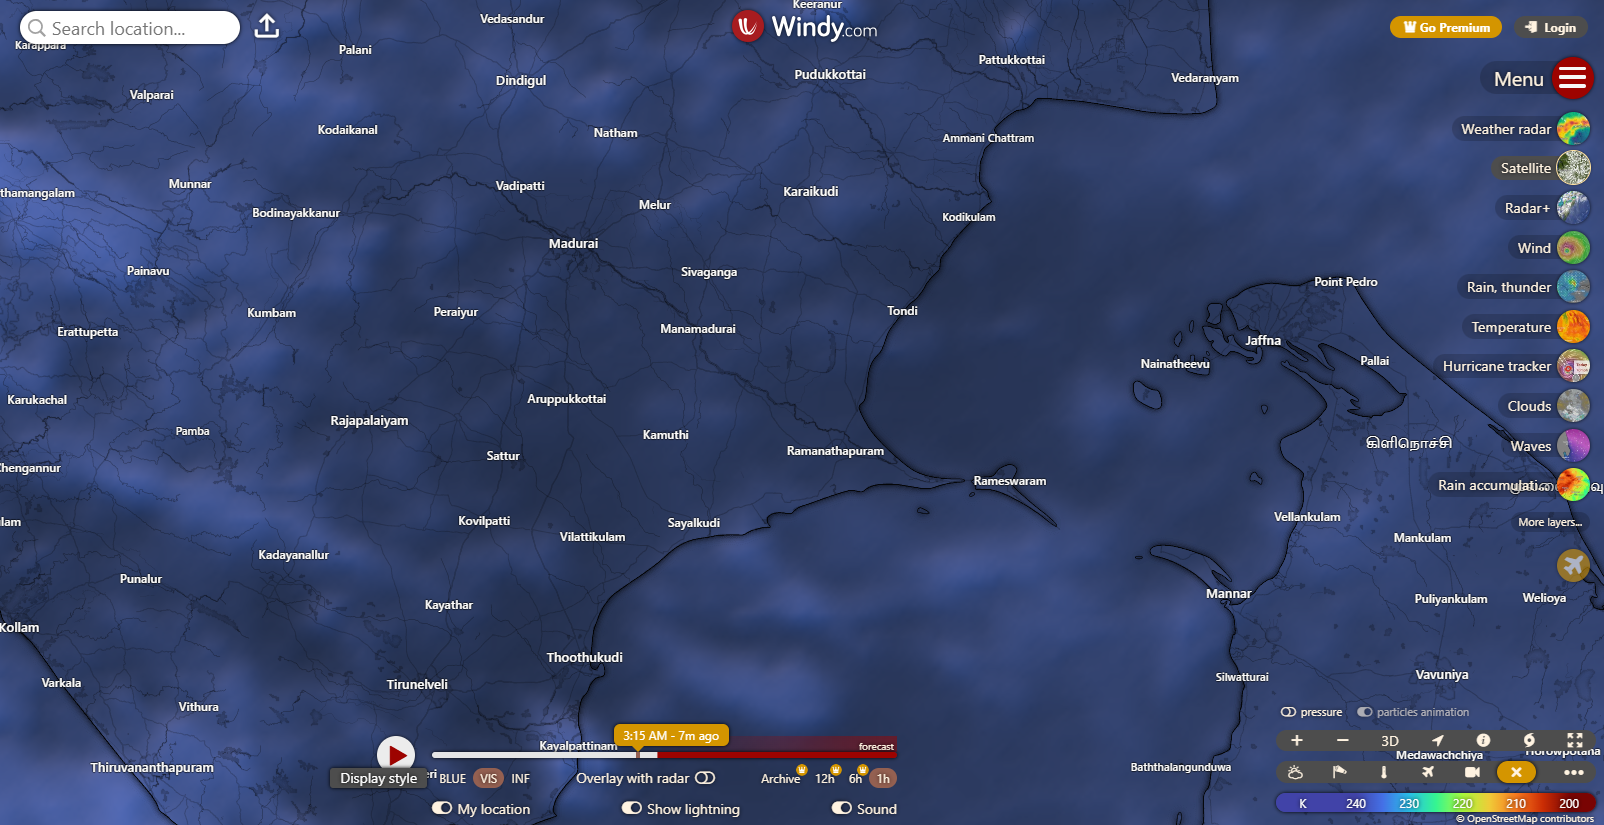 Search location...
Windy.com
Go Premium
Login
Menu
Weather radar
Satellite
Radar+
Wind
Rain, thunder
Temperature
Hurricane tracker
Clouds
Waves
Rain accumulati...
More layers...
Keeranur
Vedasandur
Karappara
Palani
Pattukkottai
Dindigul
Pudukkottai
Vedaranyam
Valparai
Kodaikanal
Natham
Ammani Chattram
Munnar
Vadipatti
Karaikudi
thamangalam
Bodinayakkanur
Melur
Kodikulam
Madurai
Painavu
Sivaganga
Point Pedro
Kumbam
Peraiyur
Tondi
Erattupetta
Manamadurai
Jaffna
Nainatheevu
Pallai
Karukachal
Aruppukkottai
Rajapalaiyam
Pamba
Kamuthi
கிளிநொச்சி
Sattur
Ramanathapuram
Chengannur
Rameswaram
lam
Kovilpatti
Sayalkudi
Vellankulam
Vilattikulam
Mankulam
Kadayanallur
Punalur
Mannar
Kayathar
Puliyankulam
Welioya
Kollam
Thoothukudi
Varkala
Tirunelveli
Silwatturai
Vavuniya
Vithura
Kayalpattinam
Thiruvananthapuram
Baththalangunduwa
Medawachchiya
Horowpotana
3:15 AM - 7m ago
forecast
Display style
eri
BLUE VIS INF
Overlay with radar
Archive 12h 6h 1h
My location
Show lightning
Sound
pressure
particles animation
3D
K 240 230 220 210 200
© OpenStreetMap contributors